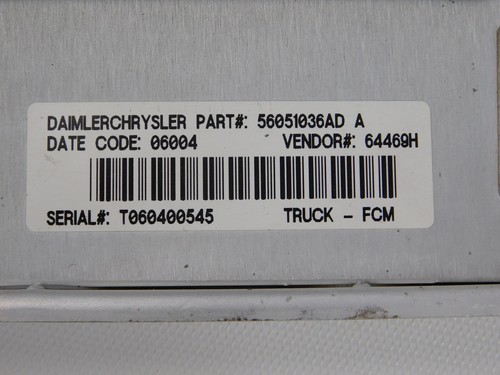 DAIMLERCHRYSLER PART#: 56051036AD A
DATE CODE: 06004 VENDOR#: 64469H
SERIAL#: T060400545 TRUCK - FCM